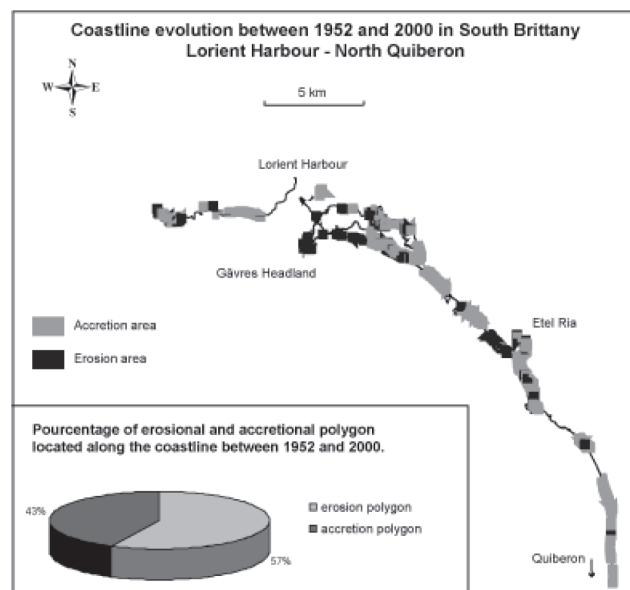 Coastline evolution between 1952 and 2000 in South Brittany
Lorient Harbour - North Quiberon
N
W E
S
5 km
Lorient Harbour
Gâvres Headland
Accretion area
Erosion area
Etel Ria
Pourcentage of erosional and accretional polygon
located along the coastline between 1952 and 2000.
43%
erosion polygon
accretion polygon
57%
Quiberon